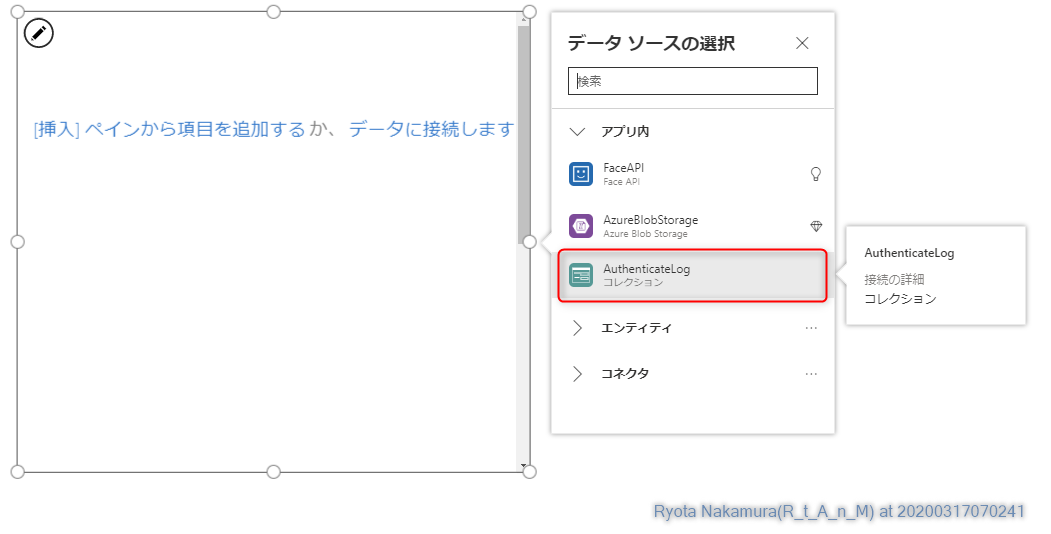 [挿入] ペインから項目を追加する か、 データに接続します
データ ソースの選択
検索
アプリ内
FaceAPI
Face API
AzureBlobStorage
Azure Blob Storage
AuthenticateLog
コレクション
エンティティ
コネクタ
AuthenticateLog
接続の詳細
コレクション
Ryota Nakamura(R_t_A_n_M) at 20200317070241